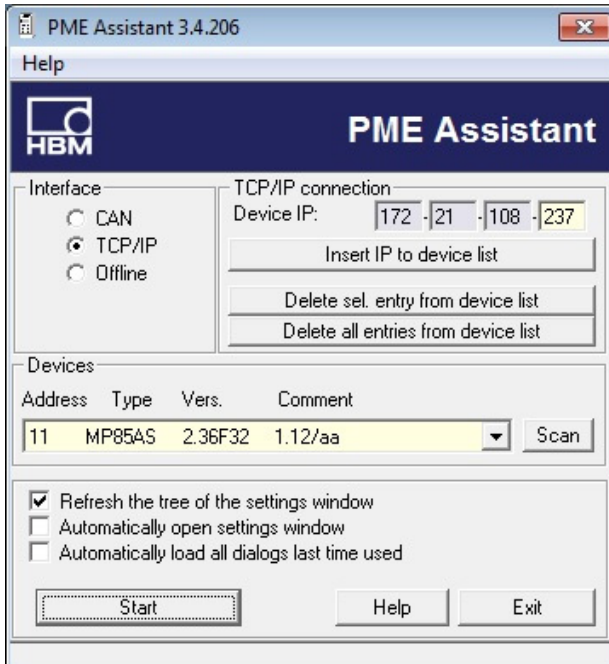 PME Assistant 3.4.206
Help
HBM
PME Assistant
Interface
CAN
TCP/IP
Offline
TCP/IP connection
Device IP: 172 - 21 - 108 - 237
Insert IP to device list
Delete sel. entry from device list
Delete all entries from device list
Devices
Address Type Vers. Comment
11 MP85AS 2.36F32 1.12/aa
Scan
Refresh the tree of the settings window
Automatically open settings window
Automatically load all dialogs last time used
Start Help Exit